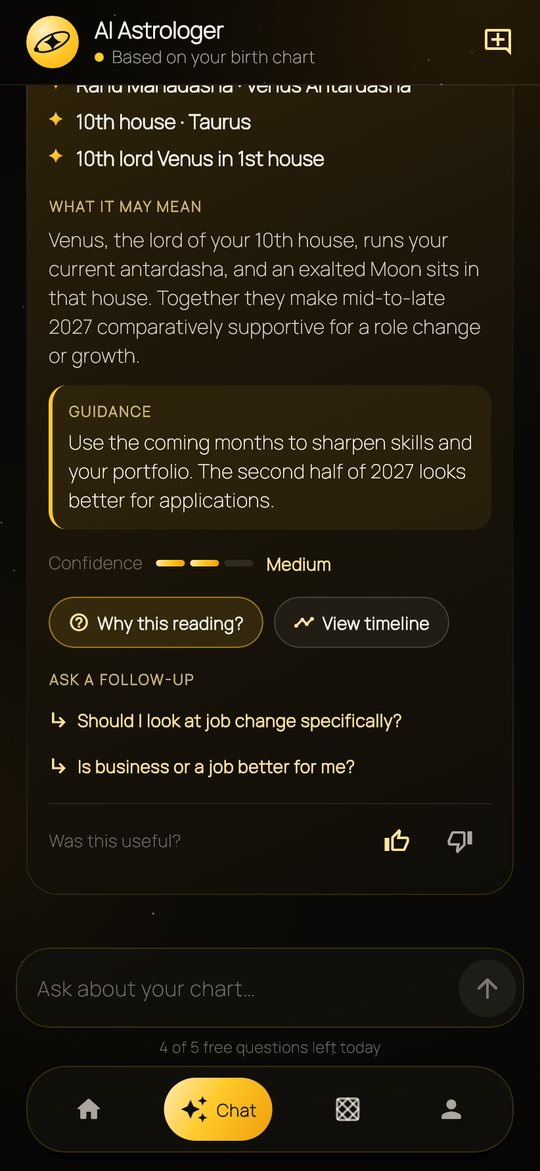 AI Astrologer
Based on your birth chart
Rahu Mahadasha · Venus Antardasha
10th house · Taurus
10th lord Venus in 1st house
WHAT IT MAY MEAN
Venus, the lord of your 10th house, runs your
current antardasha, and an exalted Moon sits in
that house. Together they make mid-to-late
2027 comparatively supportive for a role change
or growth.
GUIDANCE
Use the coming months to sharpen skills and
your portfolio. The second half of 2027 looks
better for applications.
Confidence Medium
Why this reading? View timeline
ASK A FOLLOW-UP
Should I look at job change specifically?
Is business or a job better for me?
Was this useful?
Ask about your chart…
4 of 5 free questions left today
Chat